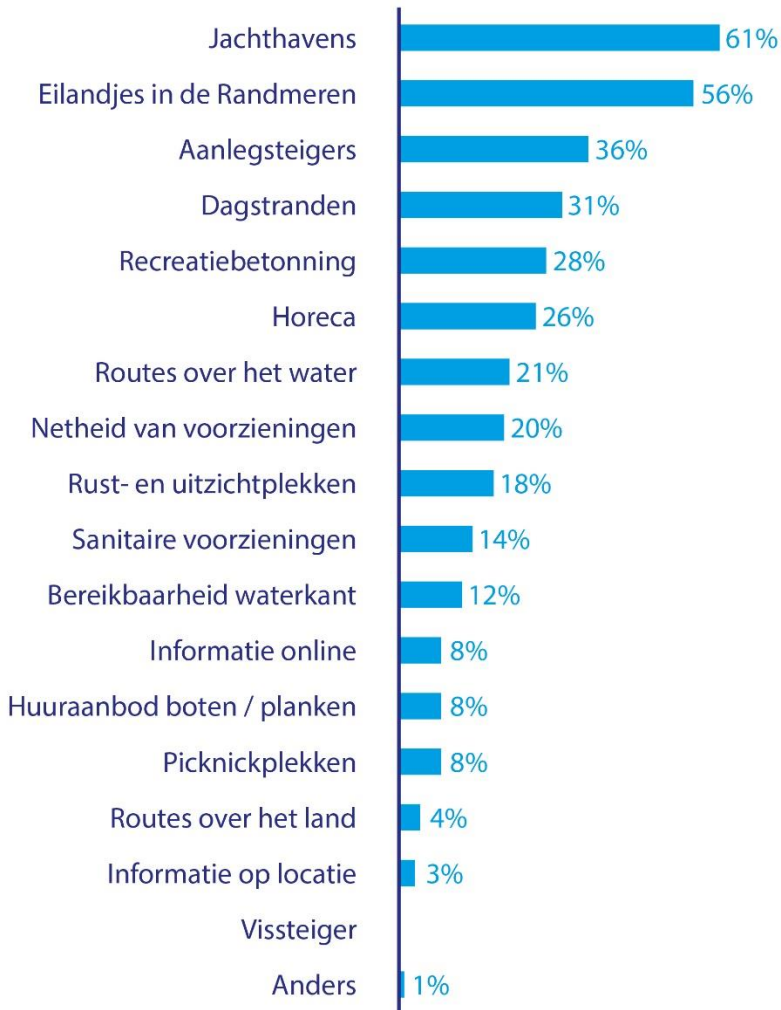 Jachthavens 61%
Eilandjes in de Randmeren 56%
Aanlegsteigers 36%
Dagstranden 31%
Recreatiebetonning 28%
Horeca 26%
Routes over het water 21%
Netheid van voorzieningen 20%
Rust- en uitzichtplekken 18%
Sanitaire voorzieningen 14%
Bereikbaarheid waterkant 12%
Informatie online 8%
Huuraanbod boten / planken 8%
Picknickplekken 8%
Routes over het land 4%
Informatie op locatie 3%
Vissteiger
Anders 1%